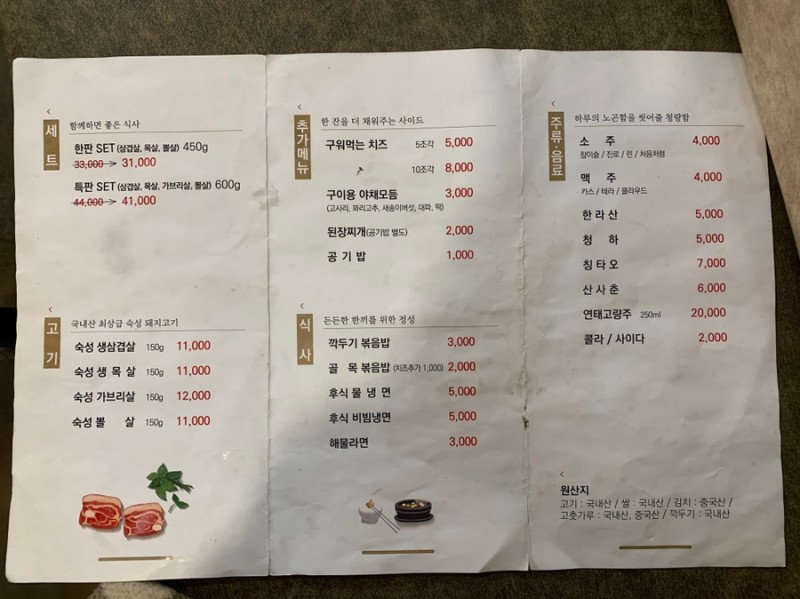 세트
함께하면 좋은 식사
한판 SET (삼겹살, 목살, 뽈살) 450g
33,000 → 31,000
특판 SET (삼겹살, 목살, 가브리살, 뽈살) 600g
44,000 → 41,000
고기
국내산 최상급 숙성 돼지고기
숙성 생삼겹살 150g 11,000
숙성 생 목 살 150g 11,000
숙성 가브리살 150g 12,000
숙성 뽈 살 150g 11,000
추가메뉴
한 잔을 더 채워주는 사이드
구워먹는 치즈 5조각 5,000
10조각 8,000
구이용 야채모듬 3,000
(고사리, 꽈리고추, 새송이버섯, 대파, 떡)
된장찌개(공기밥 별도) 2,000
공 기 밥 1,000
식사
든든한 한끼를 위한 정성
깍두기 볶음밥 3,000
골 목 볶음밥 (치즈추가 1,000) 2,000
후식 물 냉 면 5,000
후식 비빔냉면 5,000
해물라면 3,000
주류·음료
하루의 노곤함을 씻어줄 청량함
소 주 4,000
참이슬 / 진로 / 린 / 처음처럼
맥 주 4,000
카스 / 테라 / 클라우드
한 라 산 5,000
청 하 5,000
칭 타 오 7,000
산 사 춘 6,000
연태고량주 250ml 20,000
콜라 / 사이다 2,000
원산지
고기 : 국내산 / 쌀 : 국내산 / 김치 : 중국산 /
고춧가루 : 국내산, 중국산 / 깍두기 : 국내산